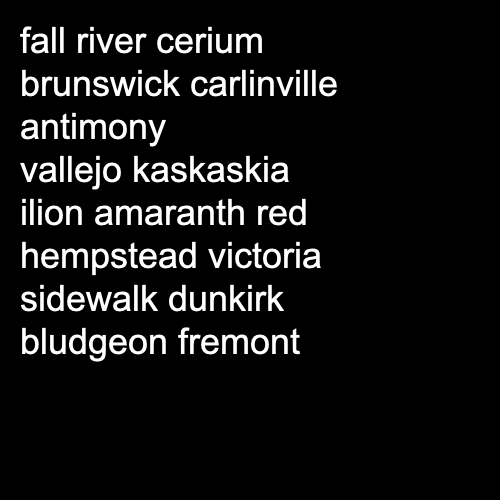 fall river cerium
brunswick carlinville
antimony
vallejo kaskaskia
ilion amaranth red
hempstead victoria
sidewalk dunkirk
bludgeon fremont